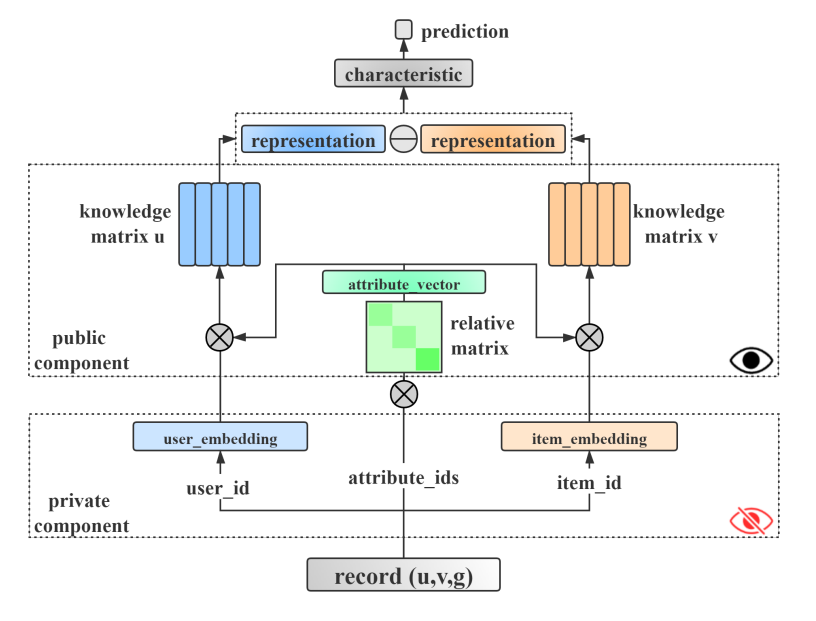 prediction
characteristic
representation
representation
knowledge
matrix u
knowledge
matrix v
attribute_vector
relative
matrix
public
component
user_embedding
item_embedding
user_id
attribute_ids
item_id
private
component
record (u,v,g)